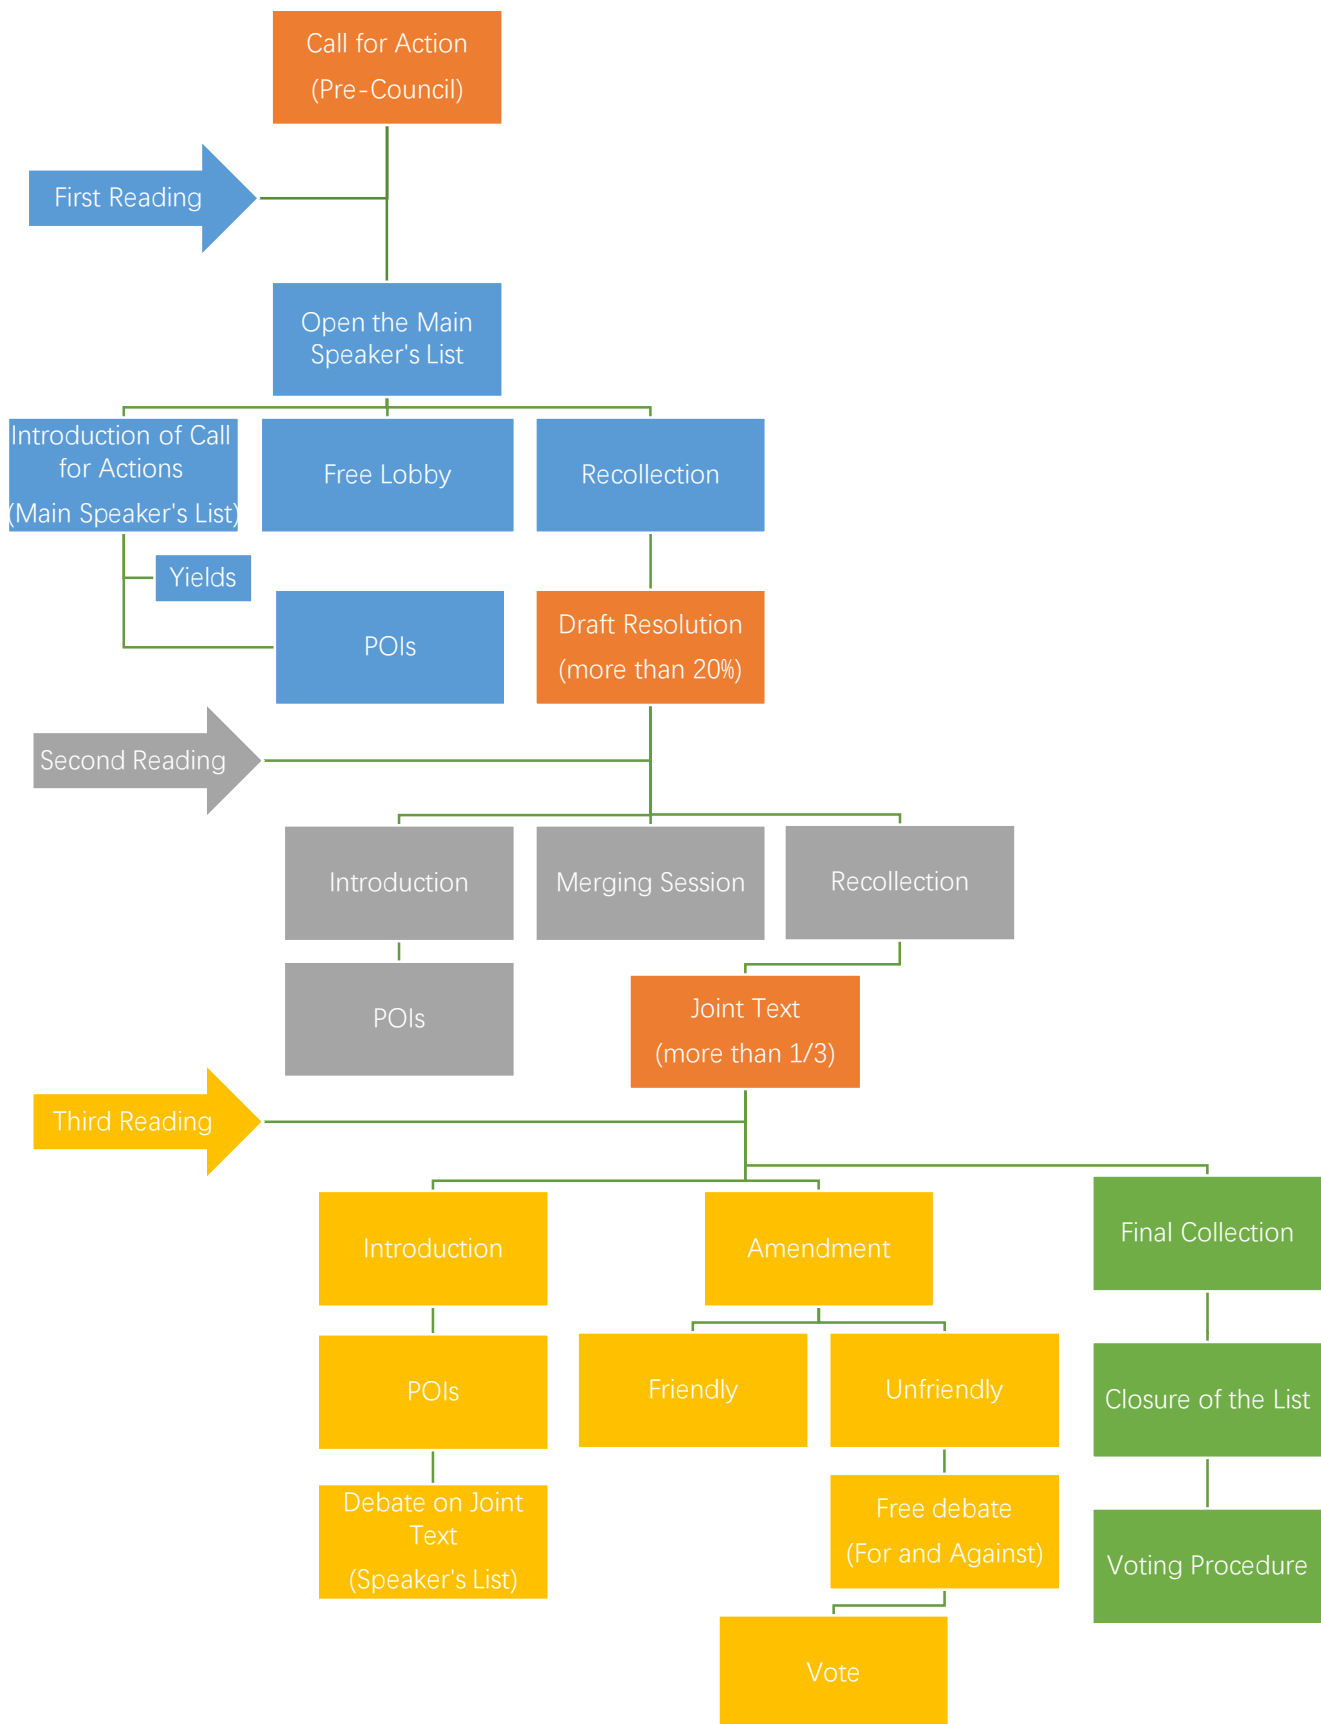 Call for Action
(Pre-Council)
First Reading
Open the Main
Speaker's List
Introduction of Call
for Actions
(Main Speaker's List)
Free Lobby
Recollection
Yields
POIs
Draft Resolution
(more than 20%)
Second Reading
Introduction
Merging Session
Recollection
POIs
Joint Text
(more than 1/3)
Third Reading
Introduction
Amendment
Final Collection
POIs
Friendly
Unfriendly
Closure of the List
Debate on Joint
Text
(Speaker's List)
Free debate
(For and Against)
Voting Procedure
Vote